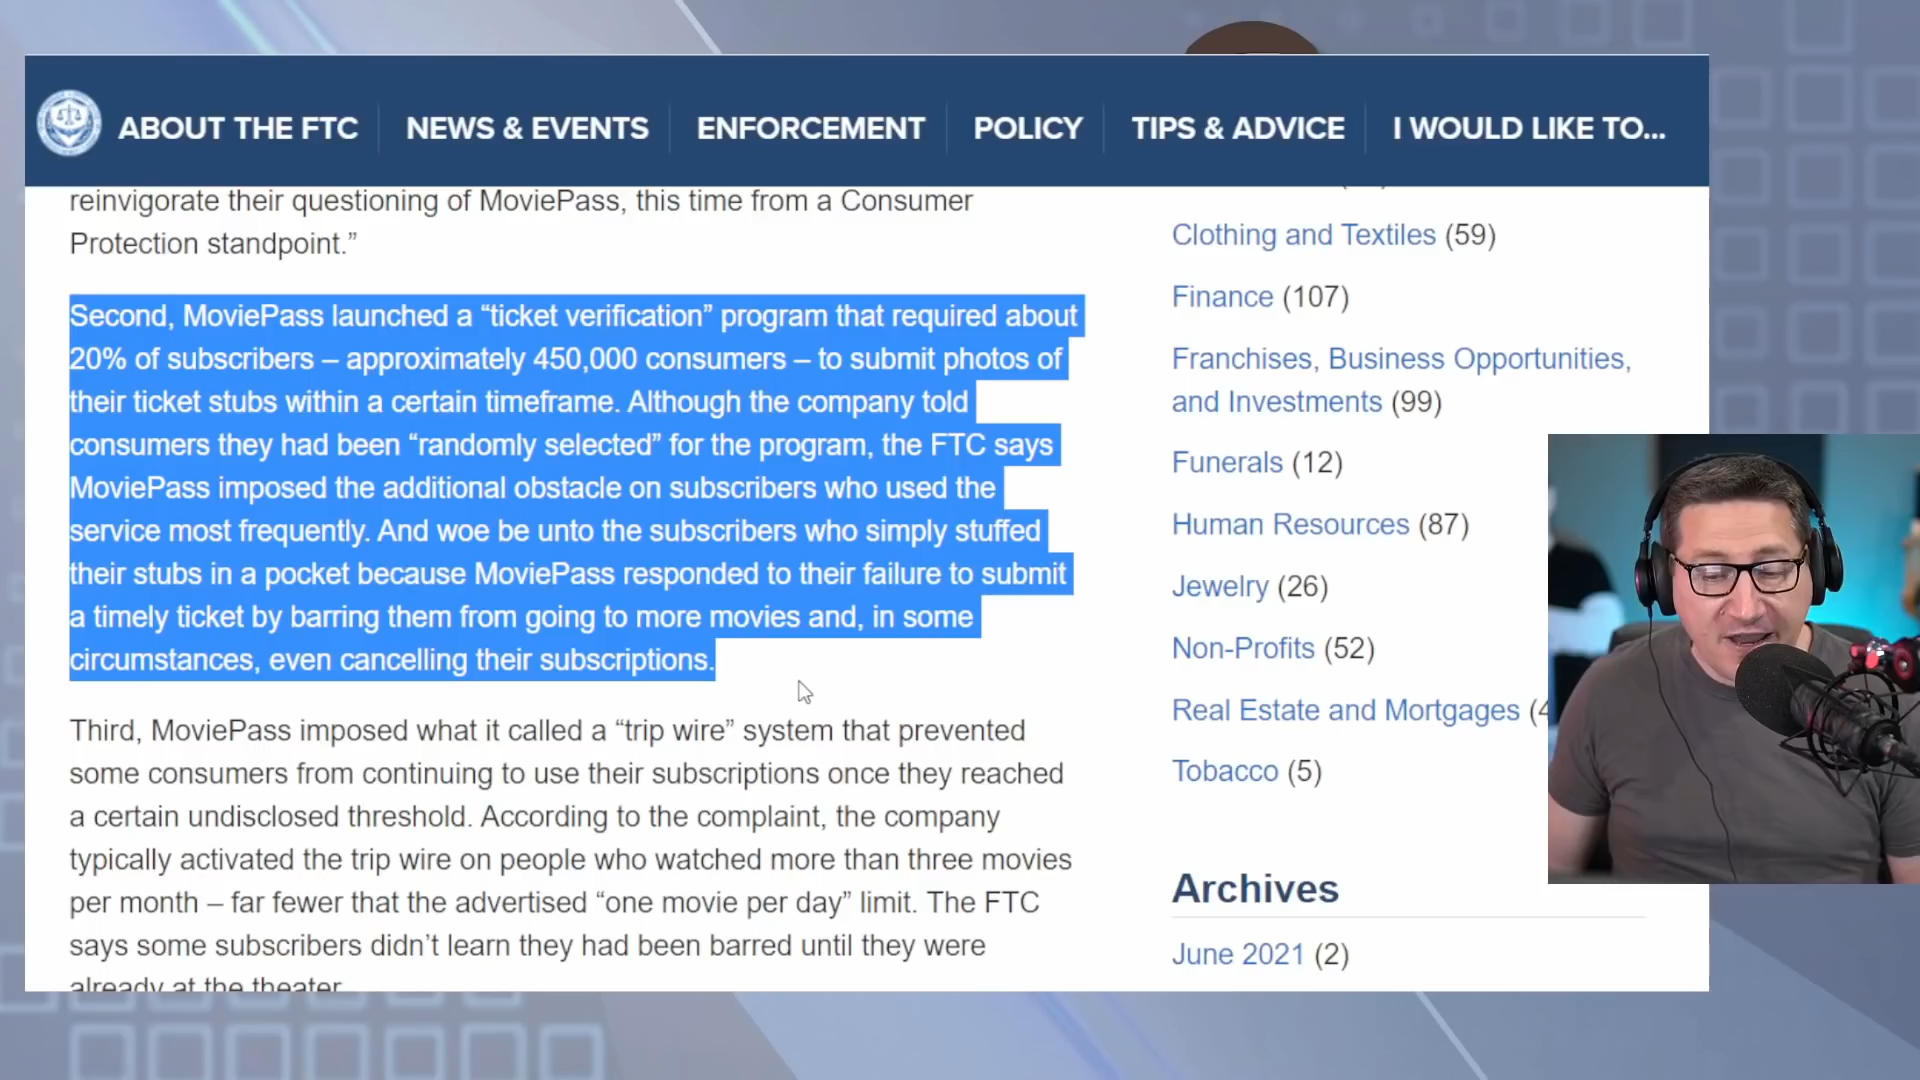 ABOUT THE FTC
NEWS & EVENTS
ENFORCEMENT
POLICY
TIPS & ADVICE
I WOULD LIKE TO...
reinvigorate their questioning of MoviePass, this time from a Consumer
Protection standpoint.”
Second, MoviePass launched a “ticket verification” program that required about
20% of subscribers – approximately 450,000 consumers – to submit photos of
their ticket stubs within a certain timeframe. Although the company told
consumers they had been “randomly selected” for the program, the FTC says
MoviePass imposed the additional obstacle on subscribers who used the
service most frequently. And woe be unto the subscribers who simply stuffed
their stubs in a pocket because MoviePass responded to their failure to submit
a timely ticket by barring them from going to more movies and, in some
circumstances, even cancelling their subscriptions.
Third, MoviePass imposed what it called a “trip wire” system that prevented
some consumers from continuing to use their subscriptions once they reached
a certain undisclosed threshold. According to the complaint, the company
typically activated the trip wire on people who watched more than three movies
per month – far fewer that the advertised “one movie per day” limit. The FTC
says some subscribers didn’t learn they had been barred until they were
already at the theater.
Clothing and Textiles (59)
Finance (107)
Franchises, Business Opportunities,
and Investments (99)
Funerals (12)
Human Resources (87)
Jewelry (26)
Non-Profits (52)
Real Estate and Mortgages (4
Tobacco (5)
Archives
June 2021 (2)